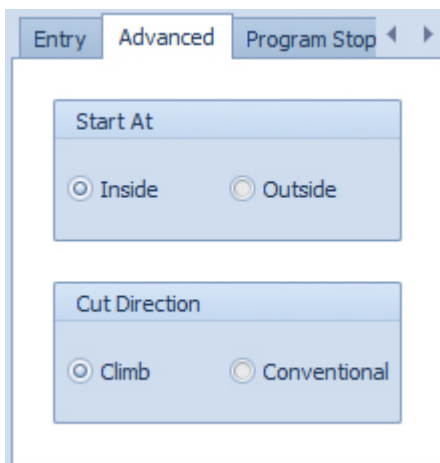 Entry Advanced Program Stop
Start At
Inside Outside
Cut Direction
Climb Conventional